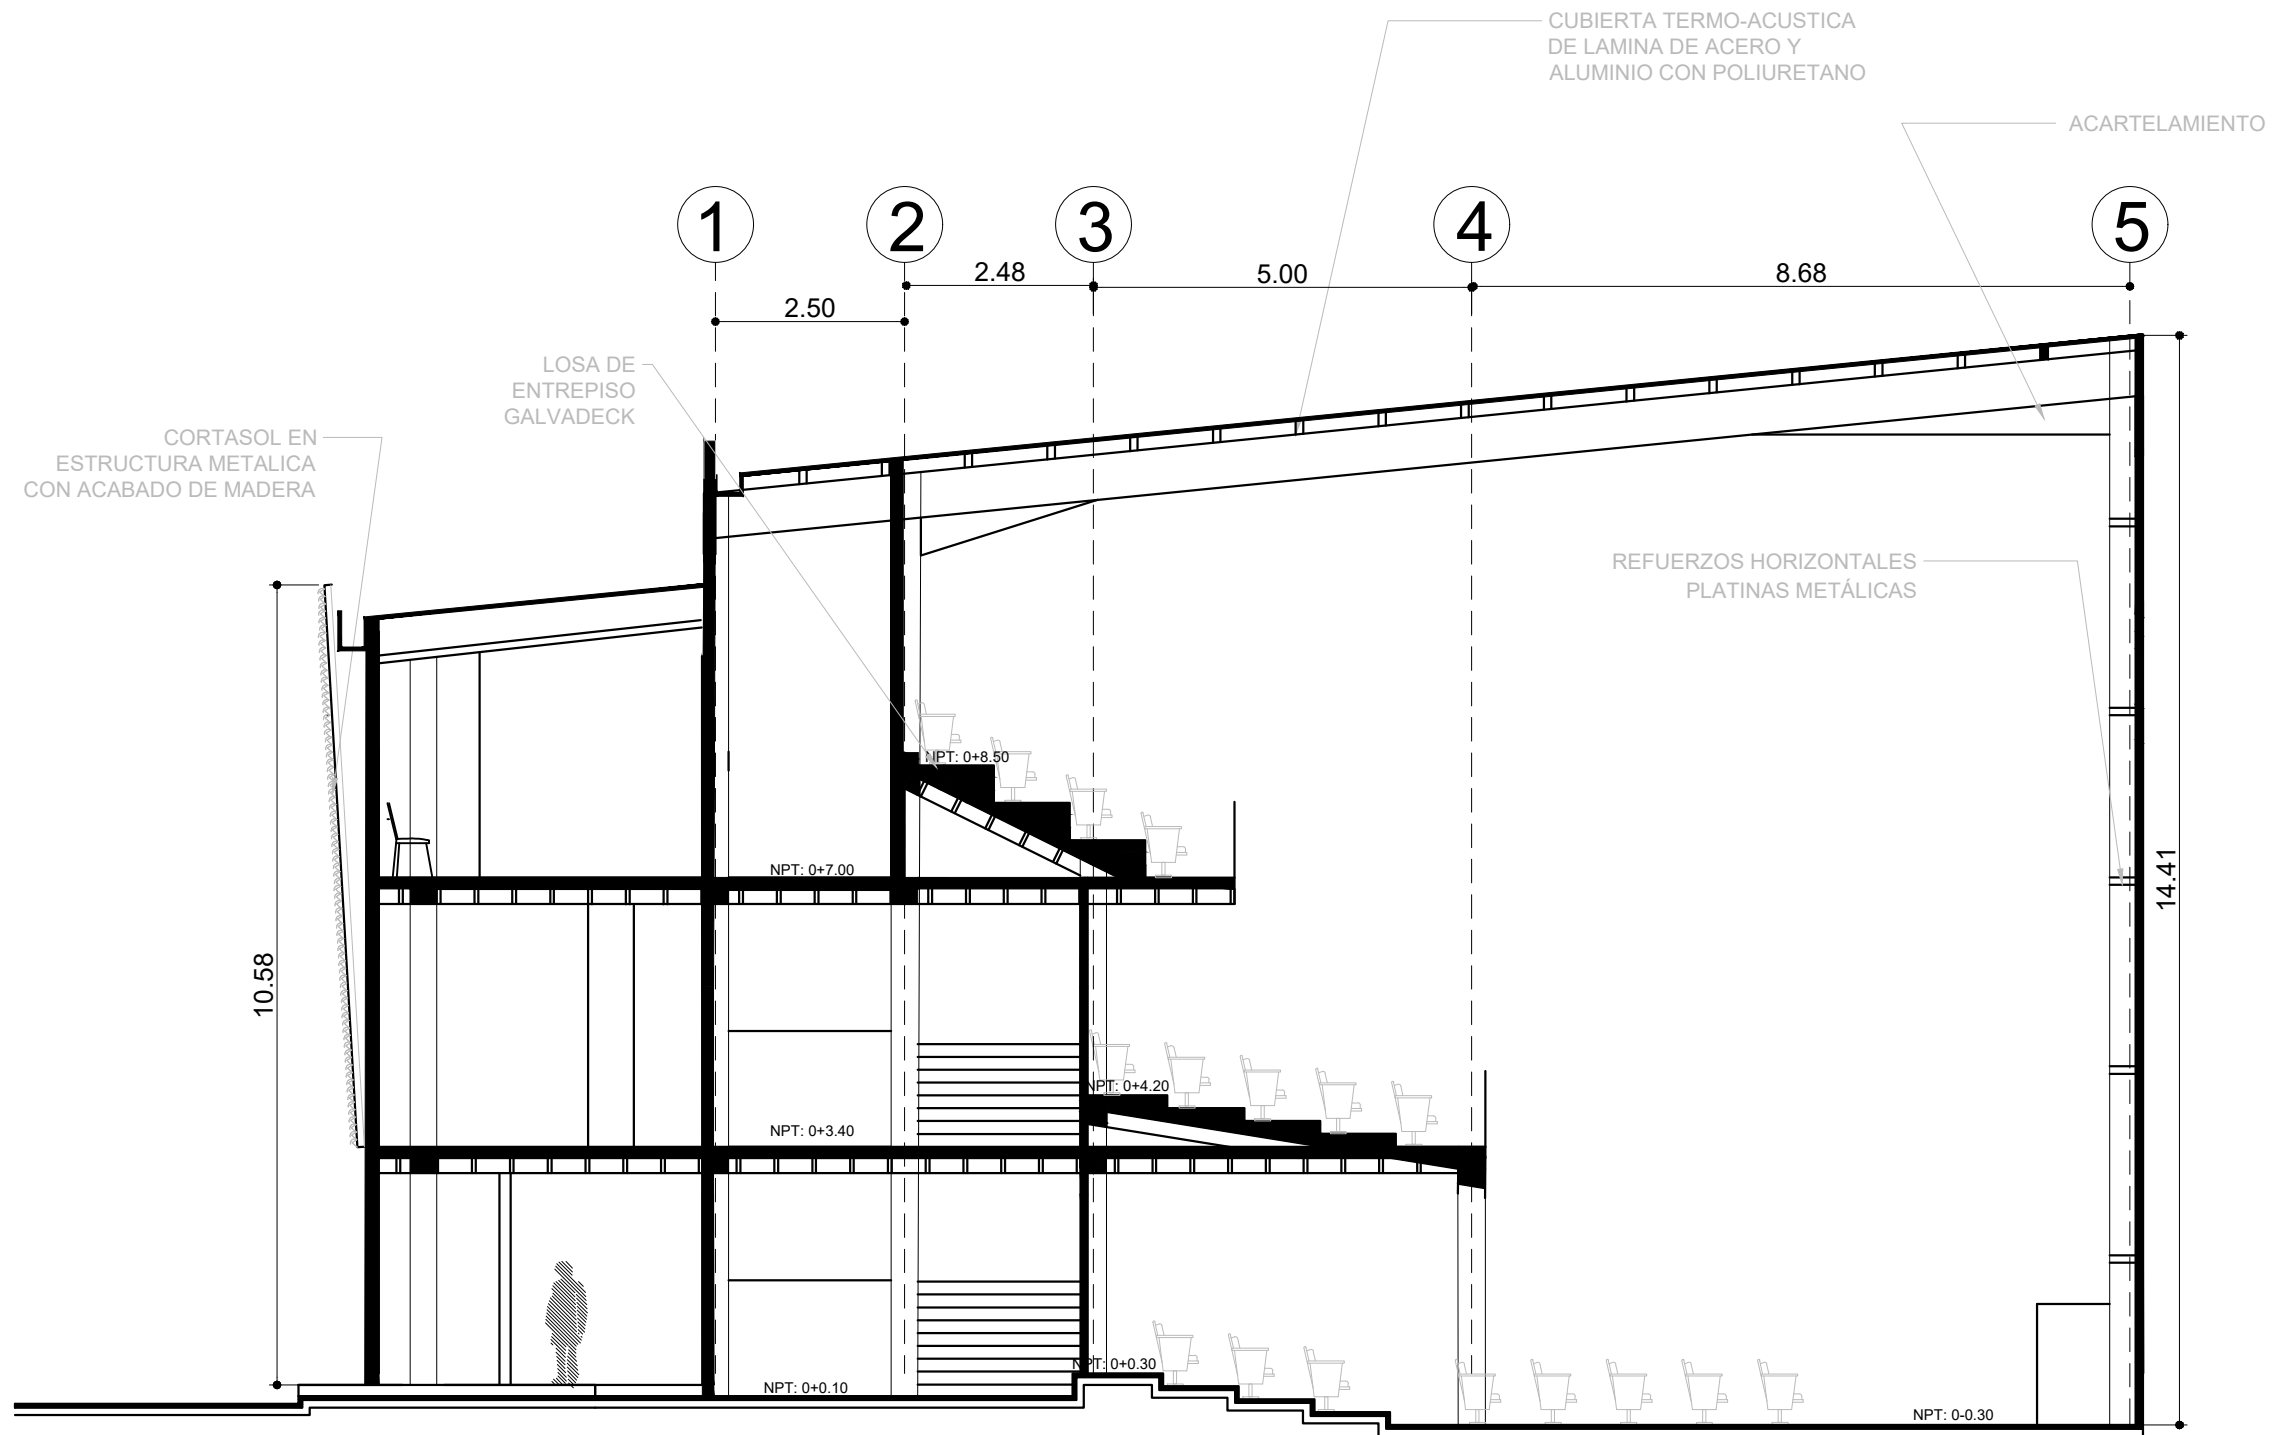 CUBIERTA TERMO-ACUSTICA
DE LAMINA DE ACERO Y
ALUMINIO CON POLIURETANO
ACARTELAMIENTO
1
2
3
4
5
2.48
5.00
8.68
2.50
LOSA DE
ENTREPISO
GALVADECK
CORTASOL EN
ESTRUCTURA METALICA
CON ACABADO DE MADERA
REFUERZOS HORIZONTALES
PLATINAS METÁLICAS
NPT: 0+8.50
NPT: 0+7.00
14.41
10.58
NPT: 0+4.20
NPT: 0+3.40
NPT: 0+0.30
NPT: 0+0.10
NPT: 0-0.30